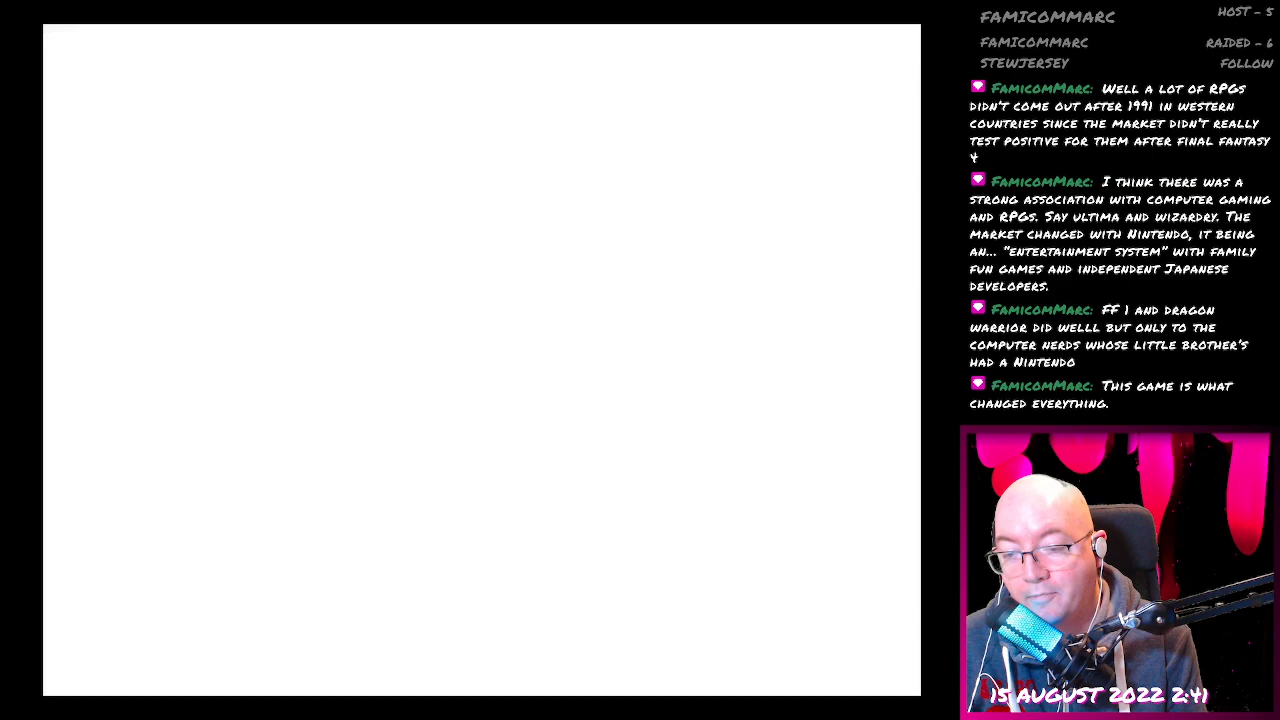 FAMICOMMARC HOST - 5
FAMICOMMARC RAIDED - 6
STEWJERSEY FOLLOW
FAMICOMMARC: WELL A LOT OF RPGS
DIDN'T COME OUT AFTER 1991 IN WESTERN
COUNTRIES SINCE THE MARKET DIDN'T REALLY
TEST POSITIVE FOR THEM AFTER FINAL FANTASY
4
FAMICOMMARC: I THINK THERE WAS A
STRONG ASSOCIATION WITH COMPUTER GAMING
AND RPGS. SAY ULTIMA AND WIZARDRY. THE
MARKET CHANGED WITH NINTENDO, IT BEING
AN... "ENTERTAINMENT SYSTEM" WITH FAMILY
FUN GAMES AND INDEPENDENT JAPANESE
DEVELOPERS.
FAMICOMMARC: FF 1 AND DRAGON
WARRIOR DID WELLL BUT ONLY TO THE
COMPUTER NERDS WHOSE LITTLE BROTHER'S
HAD A NINTENDO
FAMICOMMARC: THIS GAME IS WHAT
CHANGED EVERYTHING.
15 AUGUST 2022 2:41